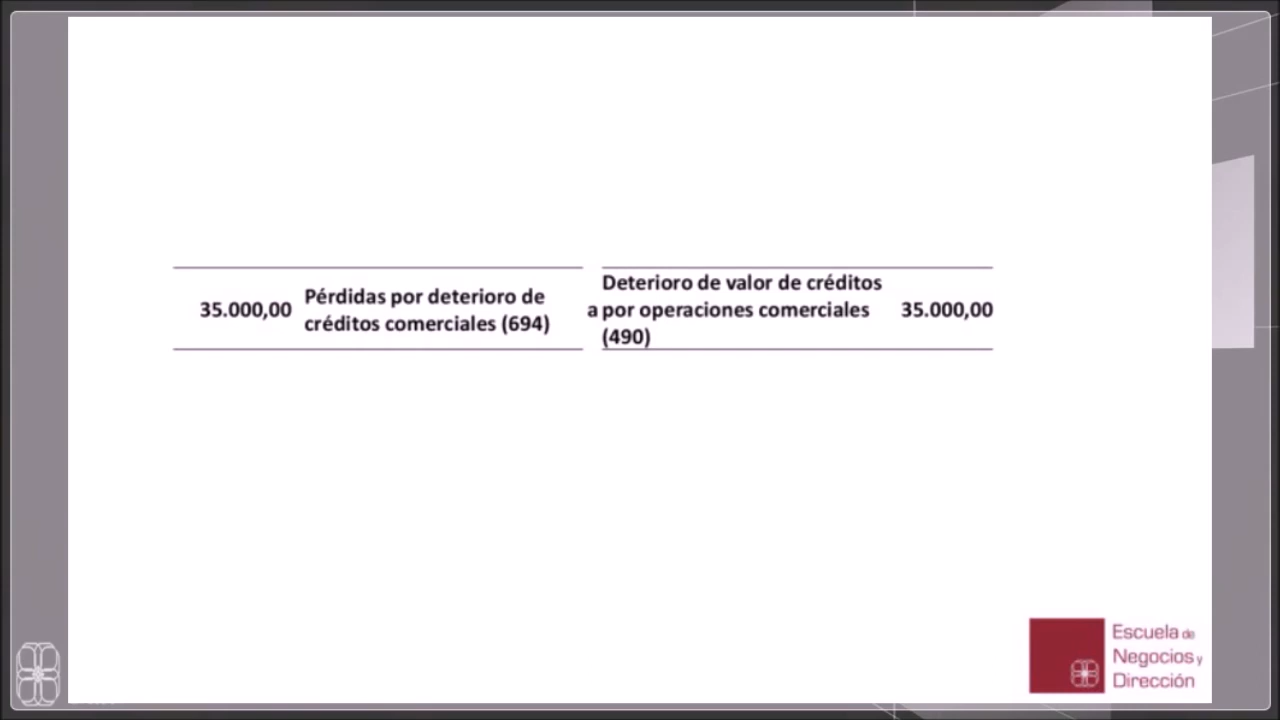 35.000,00 Pérdidas por deterioro de
créditos comerciales (694)
a
Deterioro de valor de créditos
por operaciones comerciales
(490)
35.000,00
Escuela de
Negocios y
Dirección